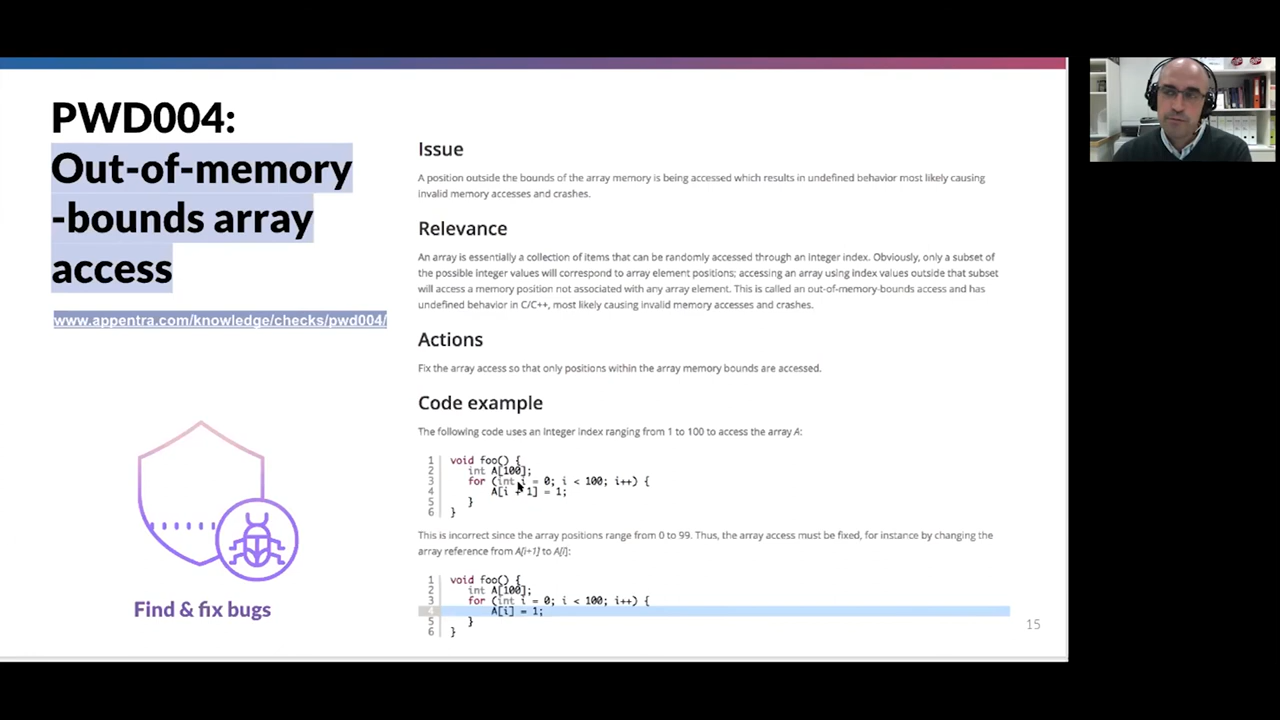 PWD004:
Out-of-memory
-bounds array
access
www.appentra.com/knowledge/checks/pwd004/
Find & fix bugs
Issue
A position outside the bounds of the array memory is being accessed which results in undefined behavior most likely causing
invalid memory accesses and crashes.
Relevance
An array is essentially a collection of items that can be randomly accessed through an integer index. Obviously, only a subset of
the possible integer values will correspond to array element positions; accessing an array using index values outside that subset
will access a memory position not associated with any array element. This is called an out-of-memory-bounds access and has
undefined behavior in C/C++, most likely causing invalid memory accesses and crashes.
Actions
Fix the array access so that only positions within the array memory bounds are accessed.
Code example
The following code uses an integer index ranging from 1 to 100 to access the array A:
1 void foo() {
2 int A[100];
3 for (int i = 0; i < 100; i++) {
4 A[i + 1] = 1;
5 }
6 }
This is incorrect since the array positions range from 0 to 99. Thus, the array access must be fixed, for instance by changing the
array reference from A[i+1] to A[i]:
1 void foo() {
2 int A[100];
3 for (int i = 0; i < 100; i++) {
4 A[i] = 1;
5 }
6 }
15